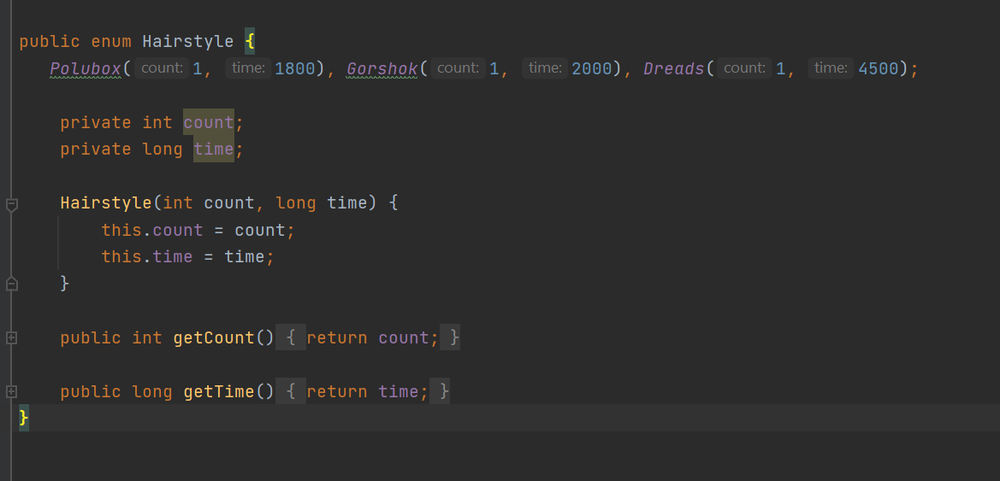 public enum Hairstyle {
Polubox( count: 1, time: 1800), Gorshok( count: 1, time: 2000), Dreads( count: 1, time: 4500);
private int count;
private long time;
Hairstyle(int count, long time) {
this.count = count;
this.time = time;
}
public int getCount() { return count; }
public long getTime() { return time; }
}